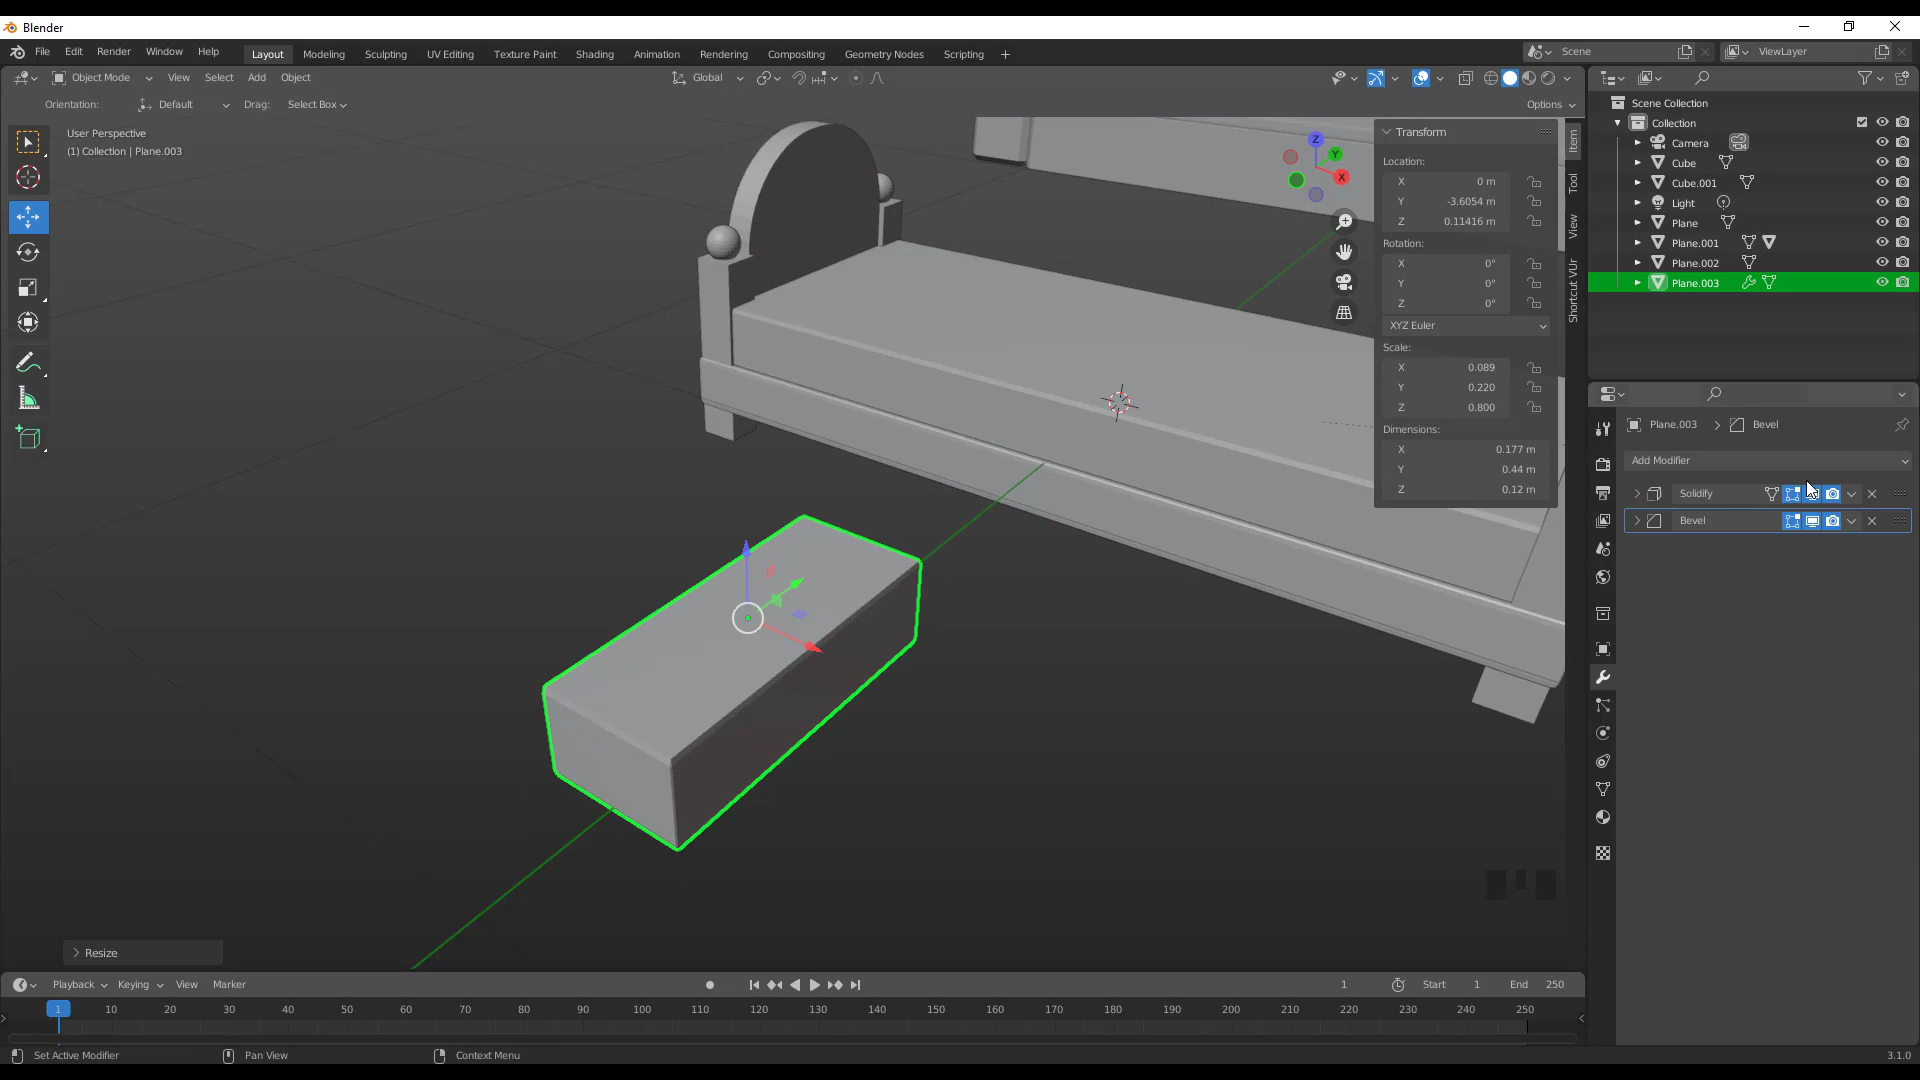 Blender
File Edit Render Window Help
Layout Modeling Sculpting UV Editing Texture Paint Shading Animation Rendering Compositing Geometry Nodes Scripting +
Scene
ViewLayer
Object Mode View Select Add Object
Global
Orientation: Default Drag: Select Box
Options
User Perspective
(1) Collection | Plane.003
Transform
Location:
X 0 m
Y -3.6054 m
Z 0.11416 m
Rotation:
X 0°
Y 0°
Z 0°
XYZ Euler
Scale:
X 0.089
Y 0.220
Z 0.800
Dimensions:
X 0.177 m
Y 0.44 m
Z 0.12 m
Item
Tool
View
Shortcut VUr
Z
Y
X
Scene Collection
Collection
Camera
Cube
Cube.001
Light
Plane
Plane.001
Plane.002
Plane.003
Plane.003 > Bevel
Add Modifier
Solidify
Bevel
Resize
Playback Keying View Marker
1 Start 1 End 250
1 10 20 30 40 50 60 70 80 90 100 110 120 130 140 150 160 170 180 190 200 210 220 230 240 250
Set Active Modifier Pan View Context Menu
3.1.0